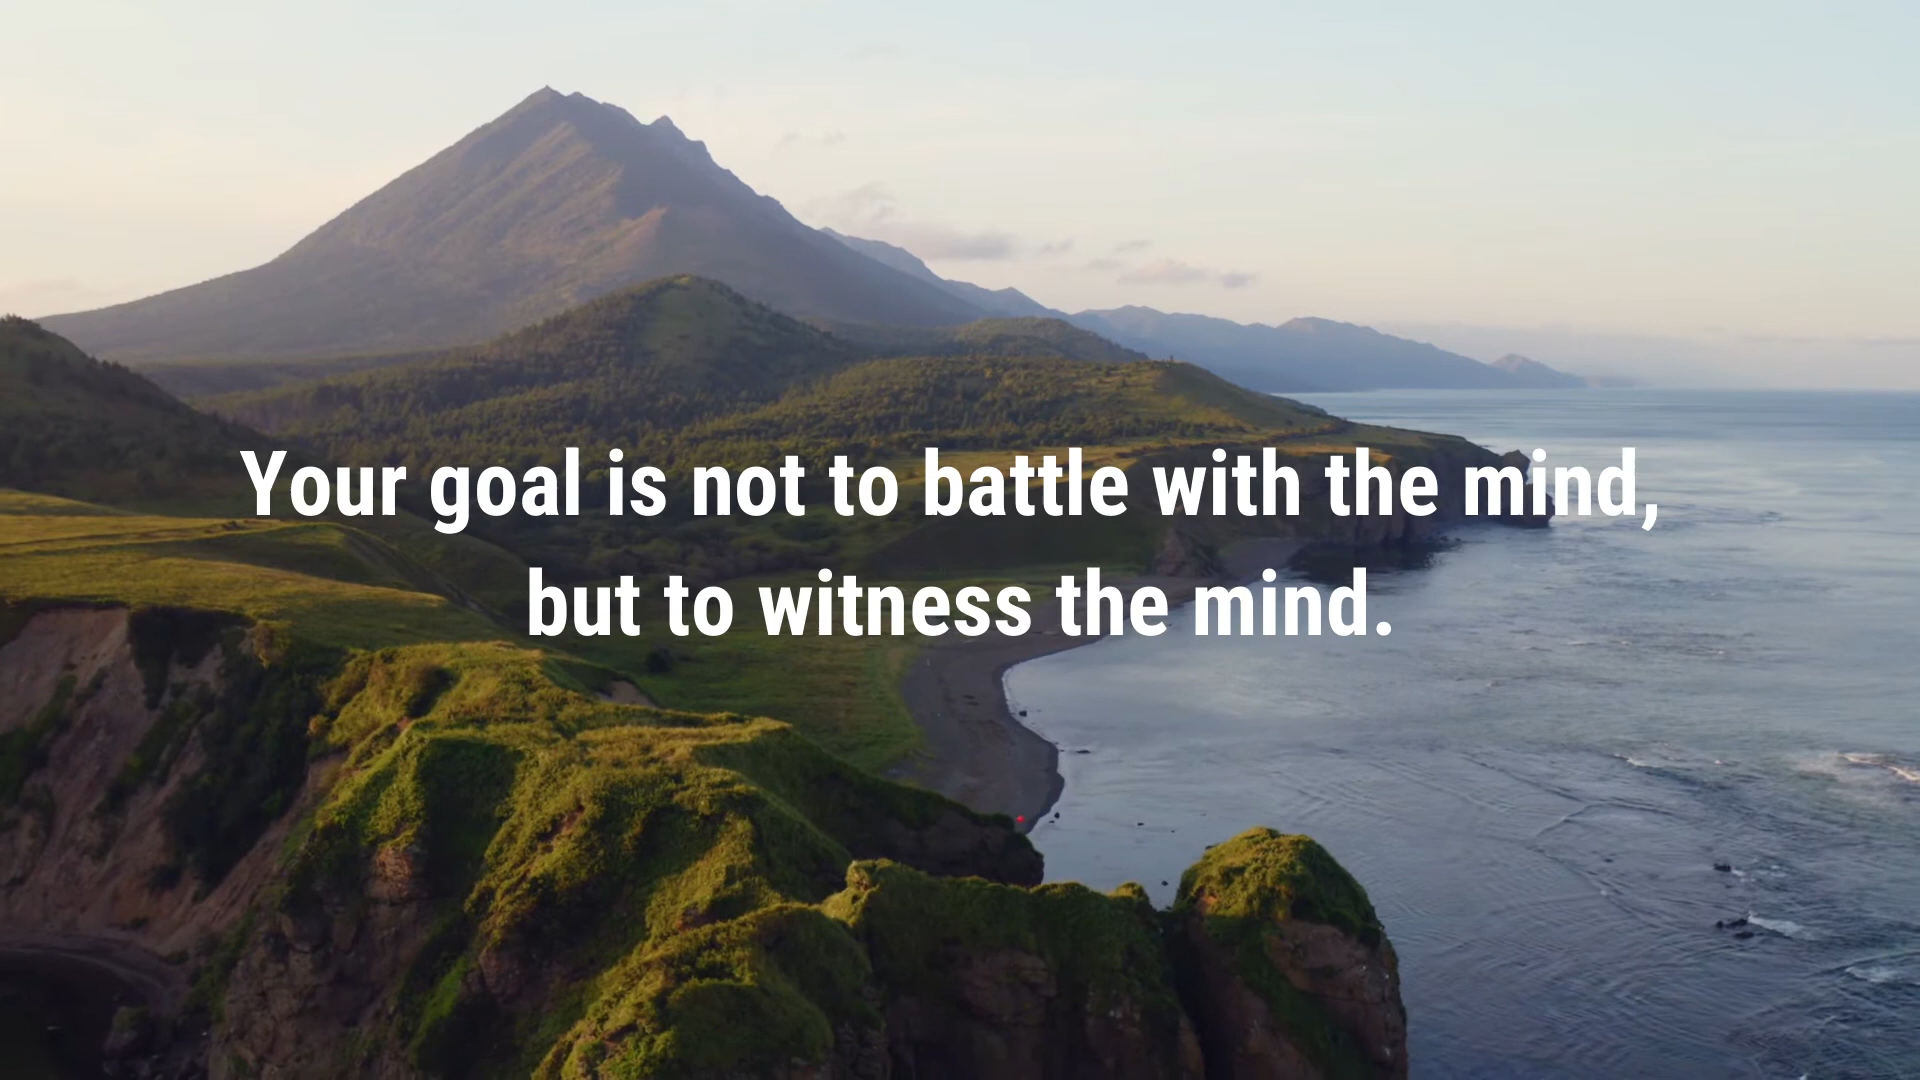 Your goal is not to battle with the mind,
but to witness the mind.